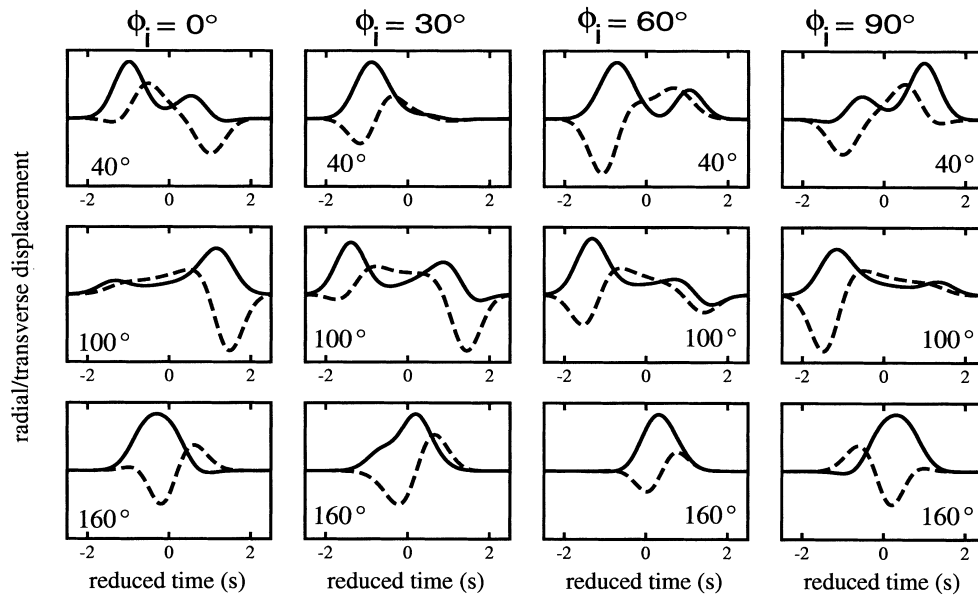 ϕi = 0° ϕi = 30° ϕi = 60° ϕi = 90°
radial/transverse displacement
40° 40° 40° 40°
-2 0 2 -2 0 2 -2 0 2 -2 0 2
100° 100° 100° 100°
-2 0 2 -2 0 2 -2 0 2 -2 0 2
160° 160° 160° 160°
-2 0 2 -2 0 2 -2 0 2 -2 0 2
reduced time (s) reduced time (s) reduced time (s) reduced time (s)